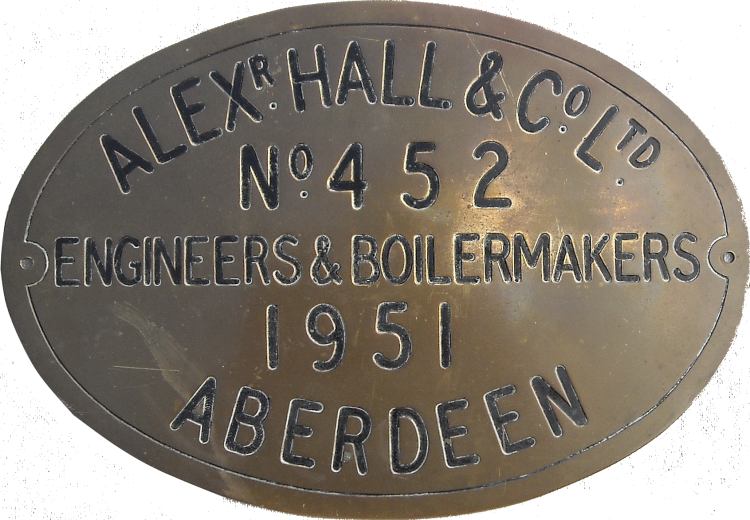 ALEXR. HALL & Co. LTD.
No. 452
ENGINEERS & BOILERMAKERS
1951
ABERDEEN